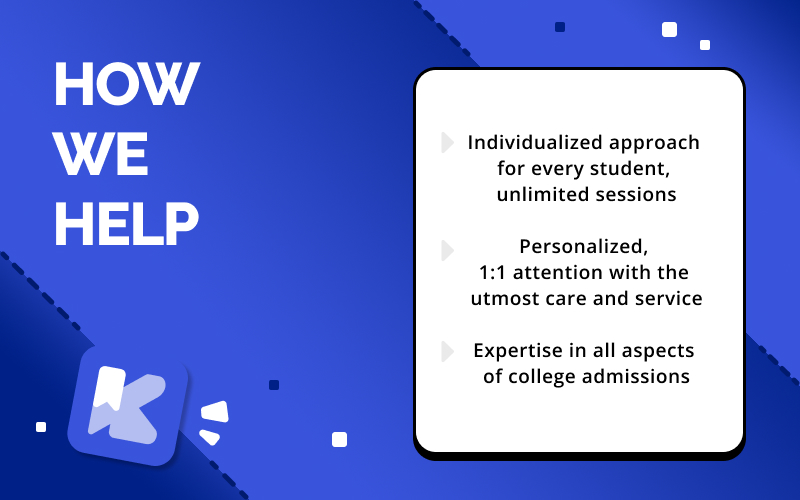 HOW
WE
HELP
Individualized approach
for every student,
unlimited sessions
Personalized,
1:1 attention with the
utmost care and service
Expertise in all aspects
of college admissions